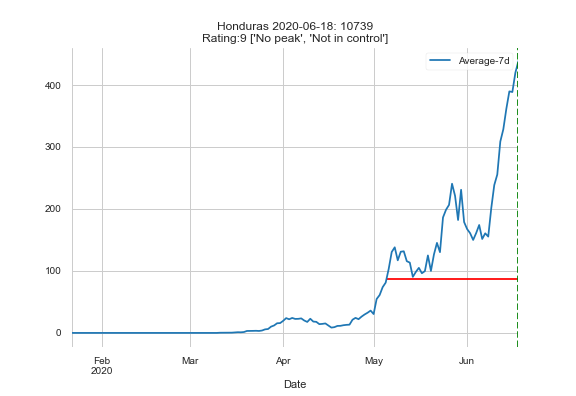 Honduras 2020-06-18: 10739
Rating:9 ['No peak', 'Not in control']
Average-7d
400
300
200
100
0
Feb
2020
Mar
Apr
May
Jun
Date